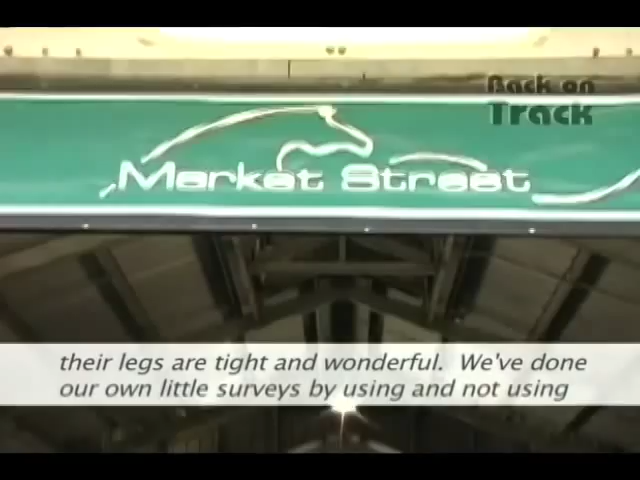 Back on
Track
Market Street
their legs are tight and wonderful. We've done
our own little surveys by using and not using